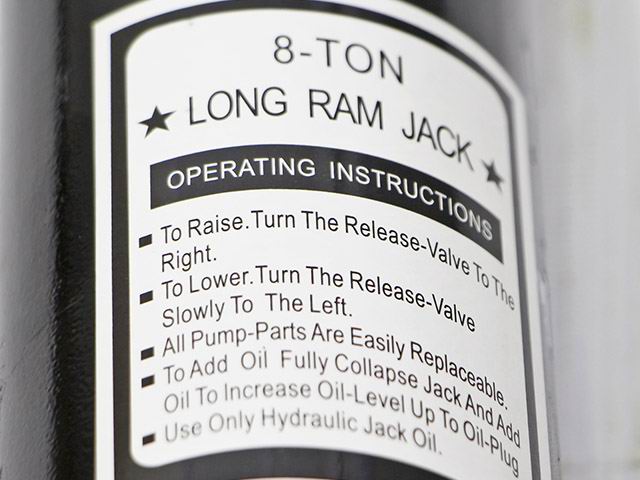 8-TON
★ LONG RAM JACK ★
OPERATING INSTRUCTIONS
■ To Raise.Turn The Release-Valve To The
Right.
■ To Lower.Turn The Release-Valve
Slowly To The Left.
■ All Pump-Parts Are Easily Replaceable.
■ To Add Oil Fully Collapse Jack And Add
Oil To Increase Oil-Level Up To Oil-Plug
■ Use Only Hydraulic Jack Oil.